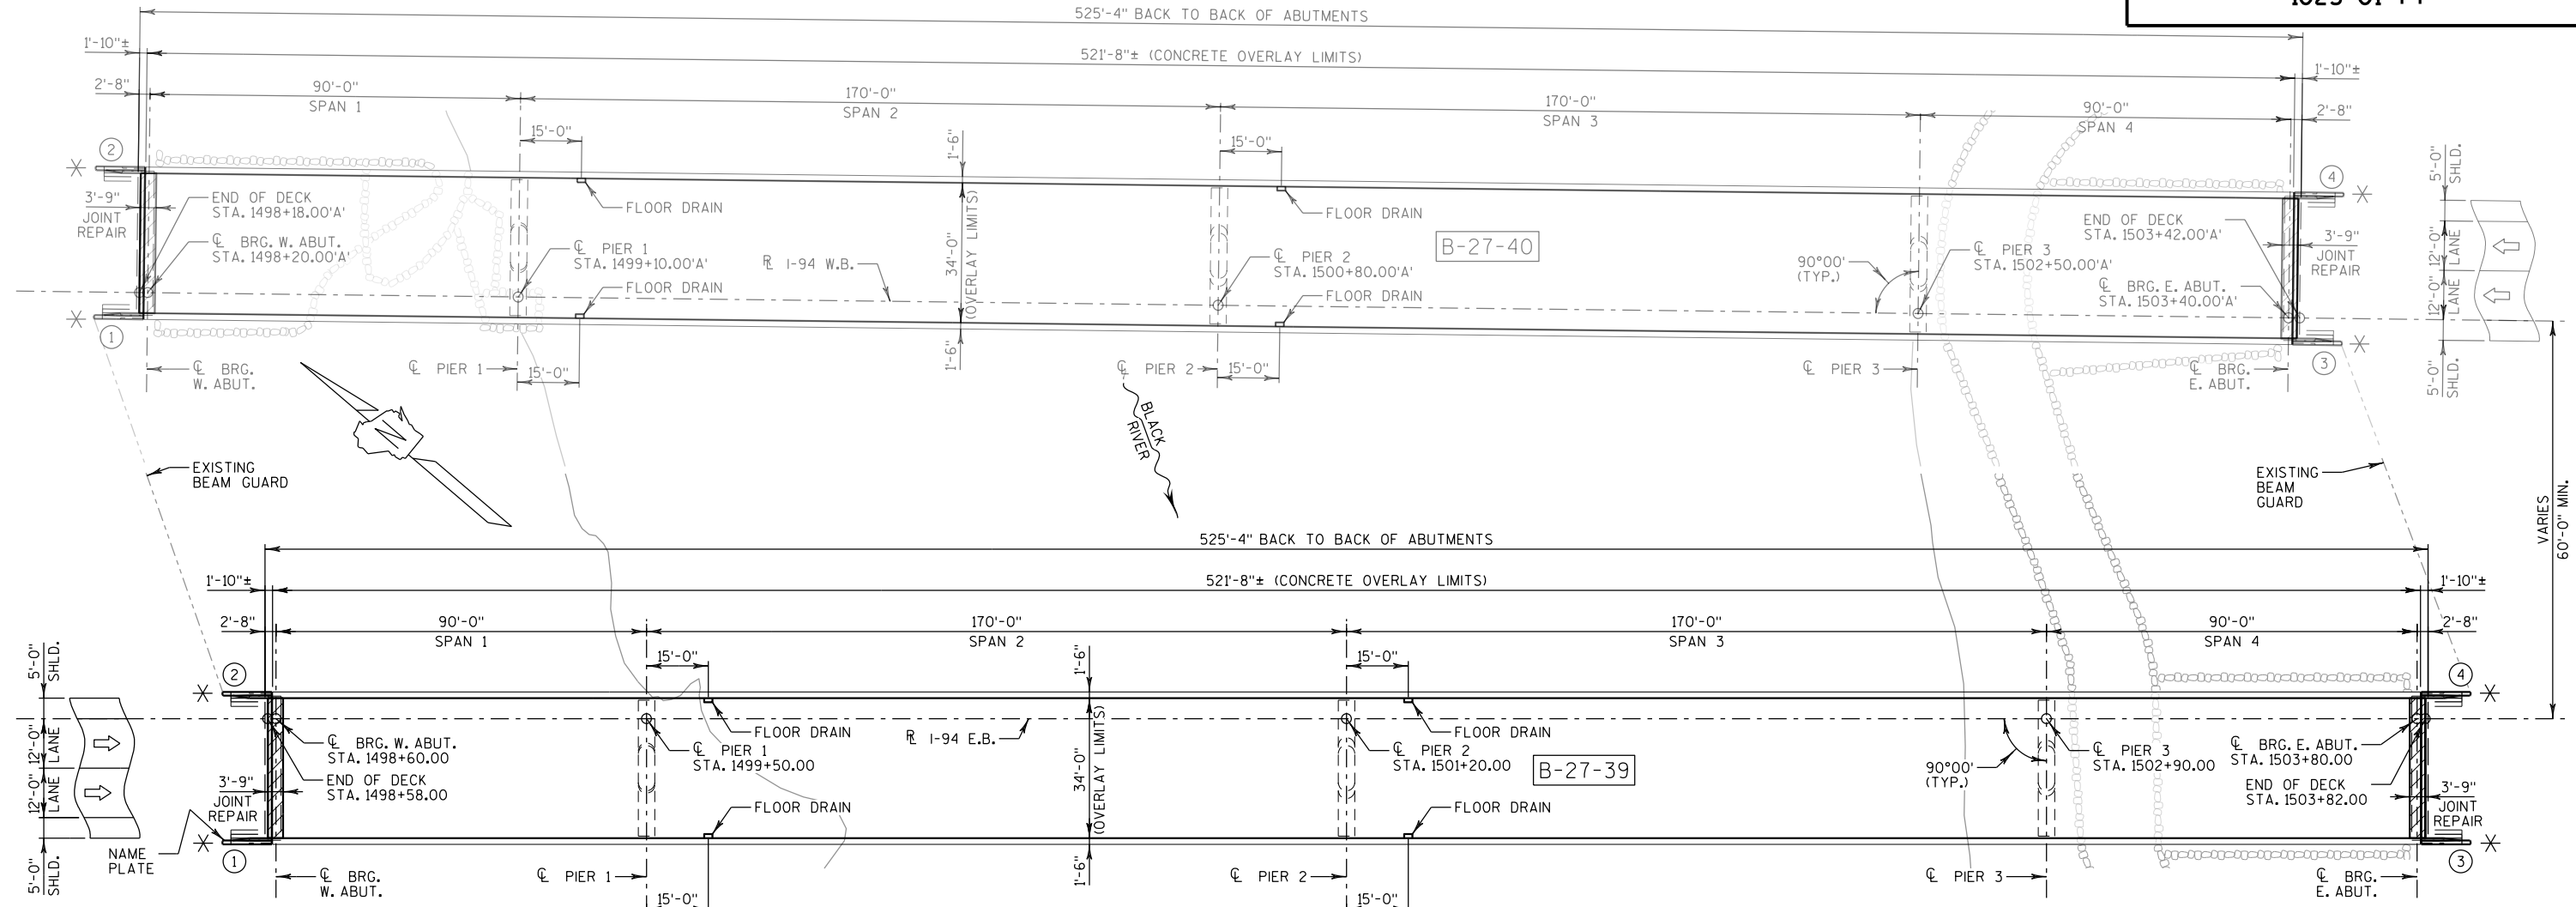 525'-4" BACK TO BACK OF ABUTMENTS
1'-10"±
521'-8"± (CONCRETE OVERLAY LIMITS)
1'-10"±
2'-8"
90'-0"
SPAN 1
170'-0"
SPAN 2
170'-0"
SPAN 3
90'-0"
SPAN 4
2'-8"
15'-0"
1'-6"
15'-0"
2
4
5'-0"
SHLD.
3'-9"
JOINT
REPAIR
END OF DECK
STA. 1498+18.00'A'
FLOOR DRAIN
FLOOR DRAIN
END OF DECK
STA. 1503+42.00'A'
℄ BRG. W. ABUT.
STA. 1498+20.00'A'
℄ PIER 1
STA. 1499+10.00'A'
R̲L I-94 W.B.
34'-0"
(OVERLAY LIMITS)
℄ PIER 2
STA. 1500+80.00'A'
B-27-40
90°00'
(TYP.)
℄ PIER 3
STA. 1502+50.00'A'
3'-9"
JOINT
REPAIR
12'-0"
LANE
FLOOR DRAIN
FLOOR DRAIN
℄ BRG. E. ABUT.
STA. 1503+40.00'A'
12'-0"
LANE
1
3
℄ BRG.
W. ABUT.
℄ PIER 1
15'-0"
1'-6"
℄ PIER 2
15'-0"
℄ PIER 3
℄ BRG.
E. ABUT.
5'-0"
SHLD.
N
BLACK
RIVER
EXISTING
BEAM GUARD
EXISTING
BEAM
GUARD
VARIES
60'-0" MIN.
525'-4" BACK TO BACK OF ABUTMENTS
1'-10"±
521'-8"± (CONCRETE OVERLAY LIMITS)
1'-10"±
2'-8"
90'-0"
SPAN 1
170'-0"
SPAN 2
170'-0"
SPAN 3
90'-0"
SPAN 4
2'-8"
5'-0"
SHLD.
2
15'-0"
1'-6"
15'-0"
4
12'-0"
LANE
℄ BRG. W. ABUT.
STA. 1498+60.00
FLOOR DRAIN
℄ PIER 1
STA. 1499+50.00
R̲L I-94 E.B.
34'-0"
(OVERLAY LIMITS)
FLOOR DRAIN
℄ PIER 2
STA. 1501+20.00
B-27-39
90°00'
(TYP.)
℄ PIER 3
STA. 1502+90.00
℄ BRG. E. ABUT.
STA. 1503+80.00
12'-0"
LANE
3'-9"
JOINT
REPAIR
END OF DECK
STA. 1498+58.00
FLOOR DRAIN
FLOOR DRAIN
END OF DECK
STA. 1503+82.00
3'-9"
JOINT
REPAIR
5'-0"
SHLD.
NAME
PLATE
1
3
℄ BRG.
W. ABUT.
℄ PIER 1
15'-0"
1'-6"
℄ PIER 2
15'-0"
℄ PIER 3
℄ BRG.
E. ABUT.